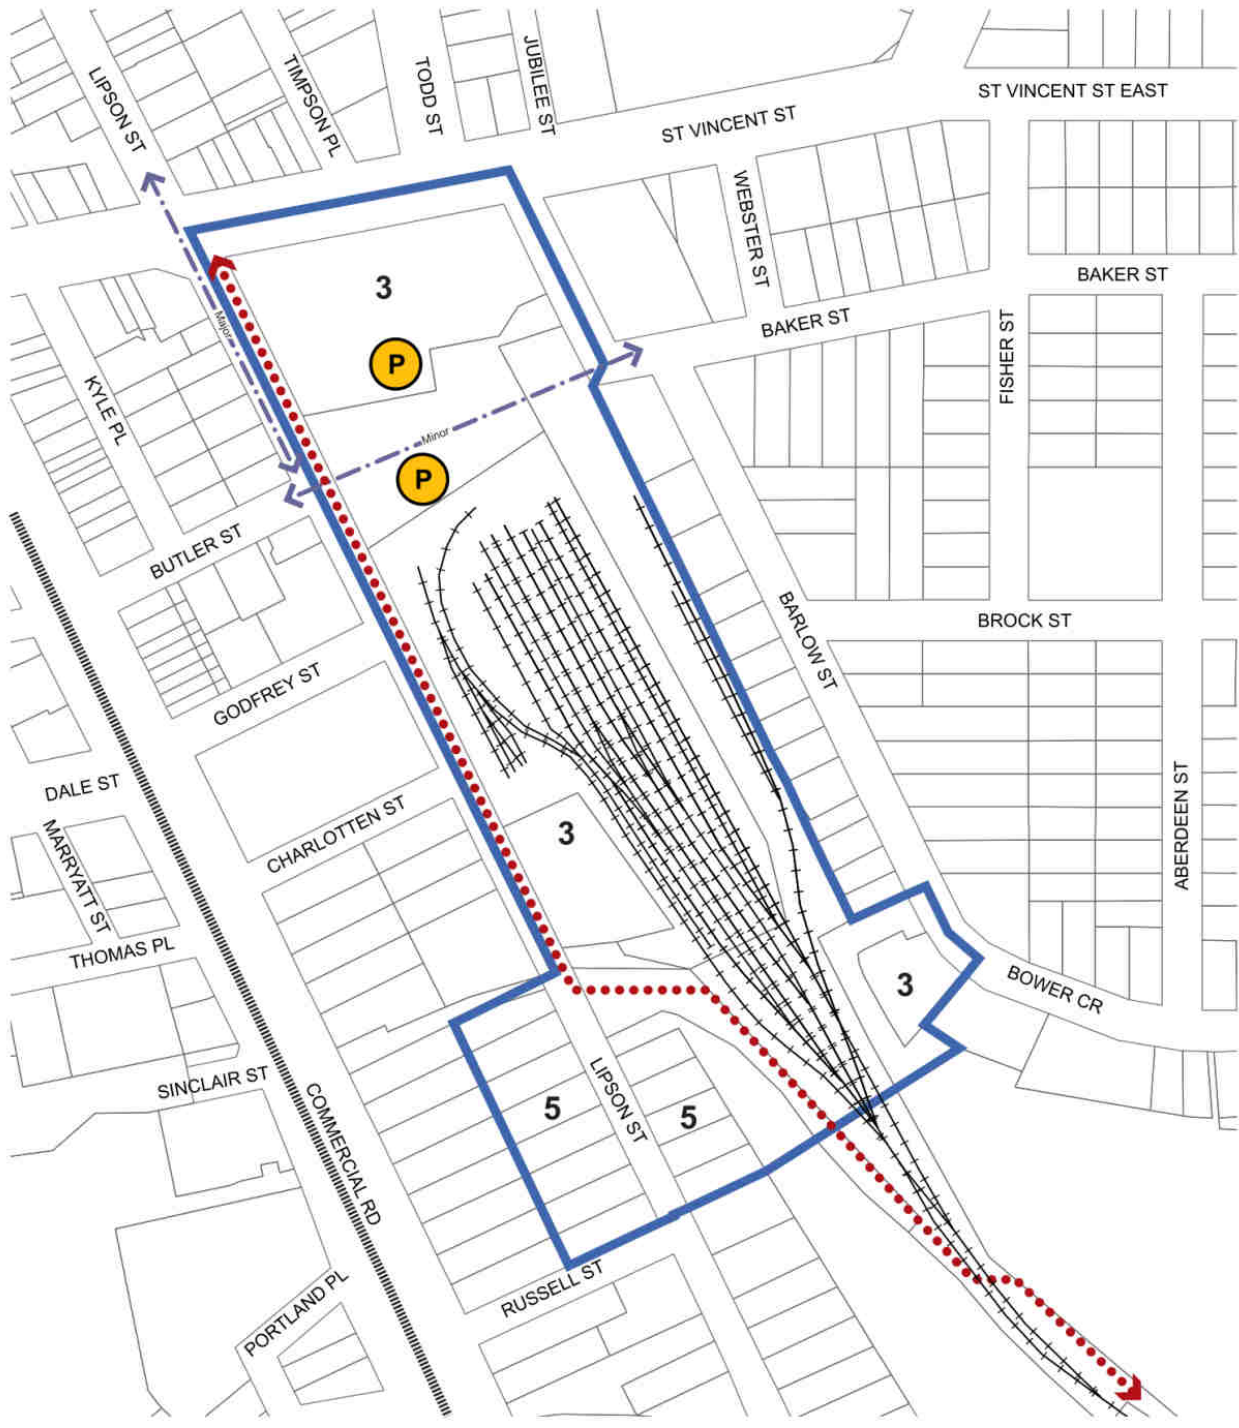 LIPSON ST
TIMPSON PL
TODD ST
JUBILEE ST
ST VINCENT ST
ST VINCENT ST EAST
WEBSTER ST
BAKER ST
BAKER ST
FISHER ST
3
Major
P
KYLE PL
Minor
P
BUTLER ST
BARLOW ST
BROCK ST
GODFREY ST
DALE ST
CHARLOTTEN ST
3
ABERDEEN ST
MARRYATT ST
THOMAS PL
3
BOWER CR
SINCLAIR ST
COMMERCIAL RD
5
LIPSON ST
5
RUSSELL ST
PORTLAND PL